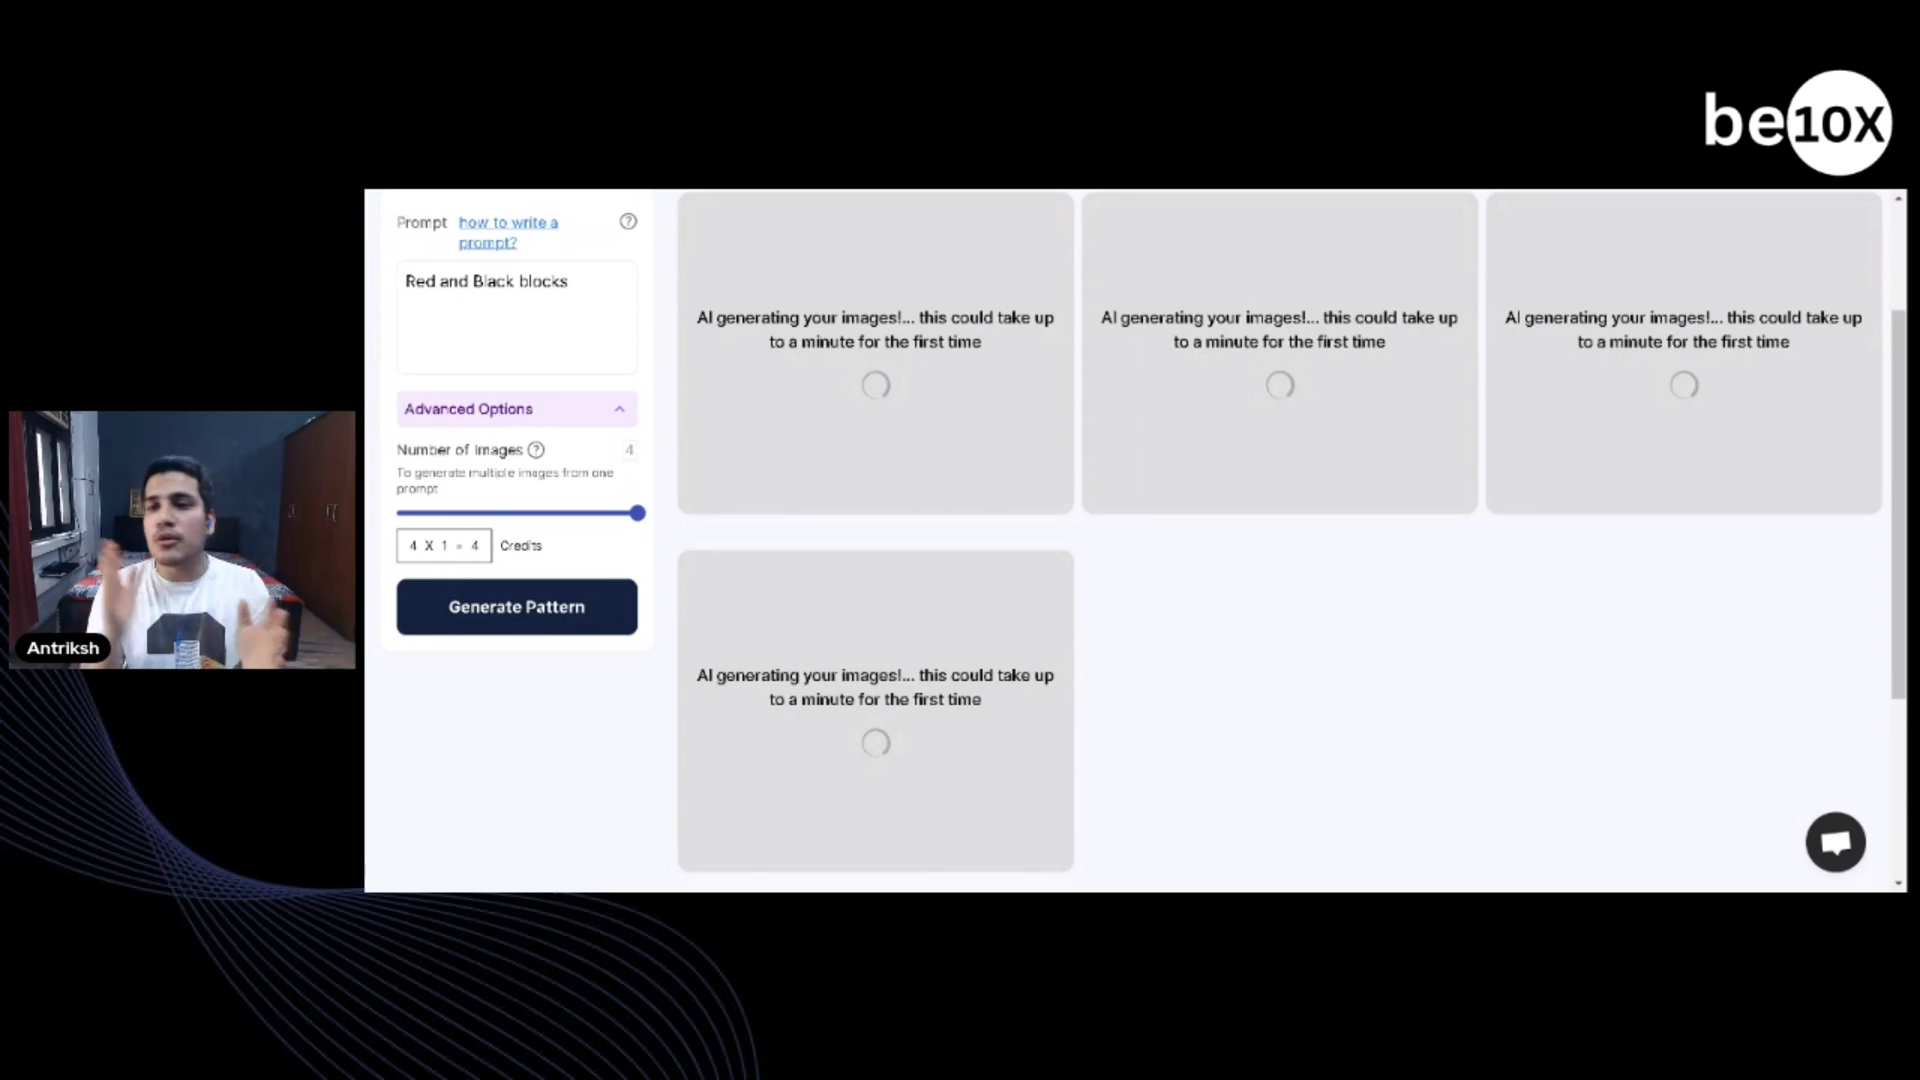 be10X
Prompt how to write a
prompt?
Red and Black blocks
Advanced Options
Number of Images 4
To generate multiple images from one
prompt
4 X 1 = 4 Credits
Generate Pattern
AI generating your images!... this could take up
to a minute for the first time
AI generating your images!... this could take up
to a minute for the first time
AI generating your images!... this could take up
to a minute for the first time
AI generating your images!... this could take up
to a minute for the first time
Antriksh